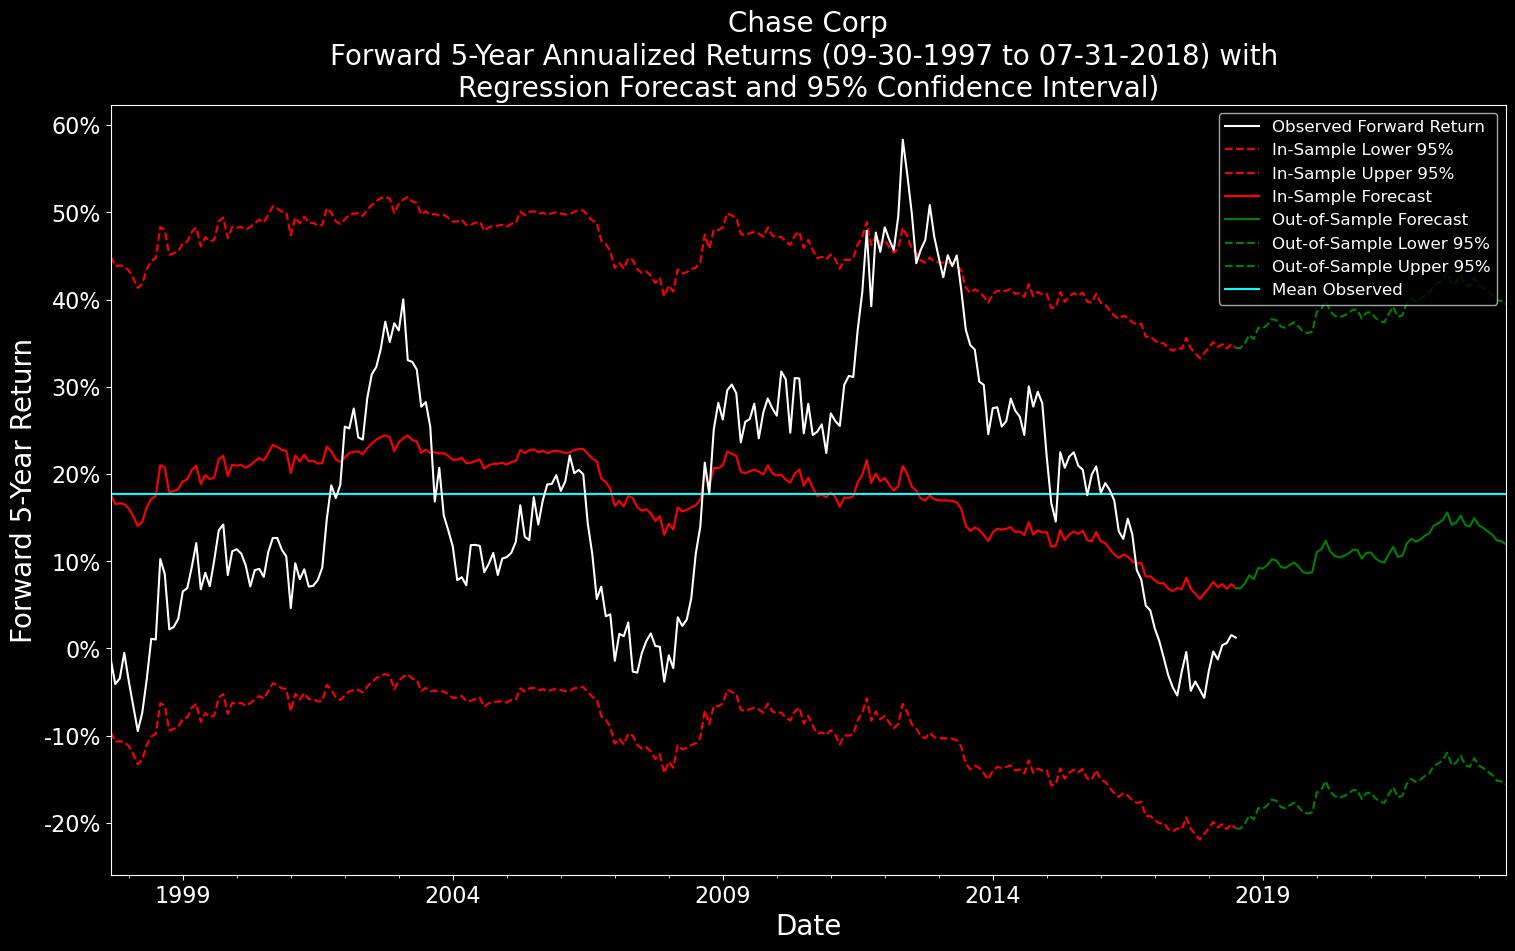 Chase Corp
Forward 5-Year Annualized Returns (09-30-1997 to 07-31-2018) with
Regression Forecast and 95% Confidence Interval)
60%
50%
40%
30%
20%
10%
0%
-10%
-20%
Forward 5-Year Return
Observed Forward Return
In-Sample Lower 95%
In-Sample Upper 95%
In-Sample Forecast
Out-of-Sample Forecast
Out-of-Sample Lower 95%
Out-of-Sample Upper 95%
Mean Observed
1999 2004 2009 2014 2019
Date